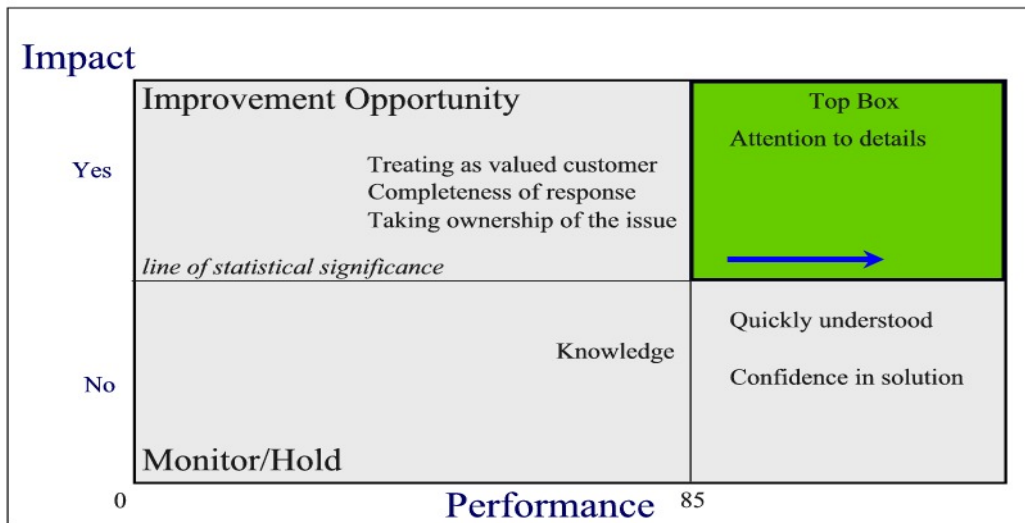 Impact
Improvement Opportunity
Top Box
Attention to details
Yes
Treating as valued customer
Completeness of response
Taking ownership of the issue
line of statistical significance
Quickly understood
Knowledge
No
Confidence in solution
Monitor/Hold
0
Performance
85